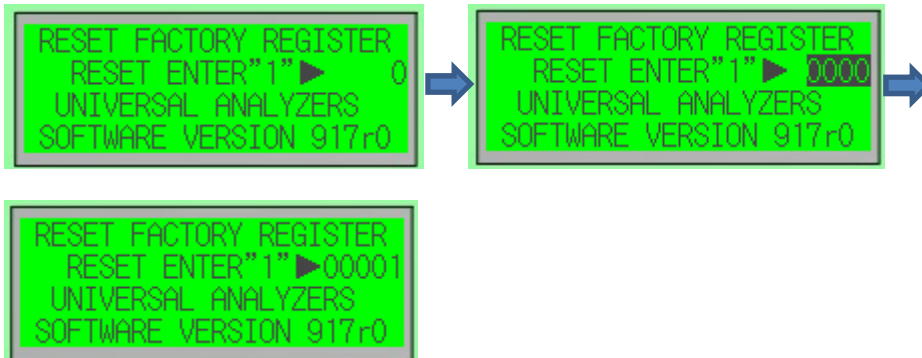 RESET FACTORY REGISTER
RESET ENTER”1”▶ 0
UNIVERSAL ANALYZERS
SOFTWARE VERSION 917r0
RESET FACTORY REGISTER
RESET ENTER”1”▶ 0000
UNIVERSAL ANALYZERS
SOFTWARE VERSION 917r0
RESET FACTORY REGISTER
RESET ENTER”1”▶00001
UNIVERSAL ANALYZERS
SOFTWARE VERSION 917r0